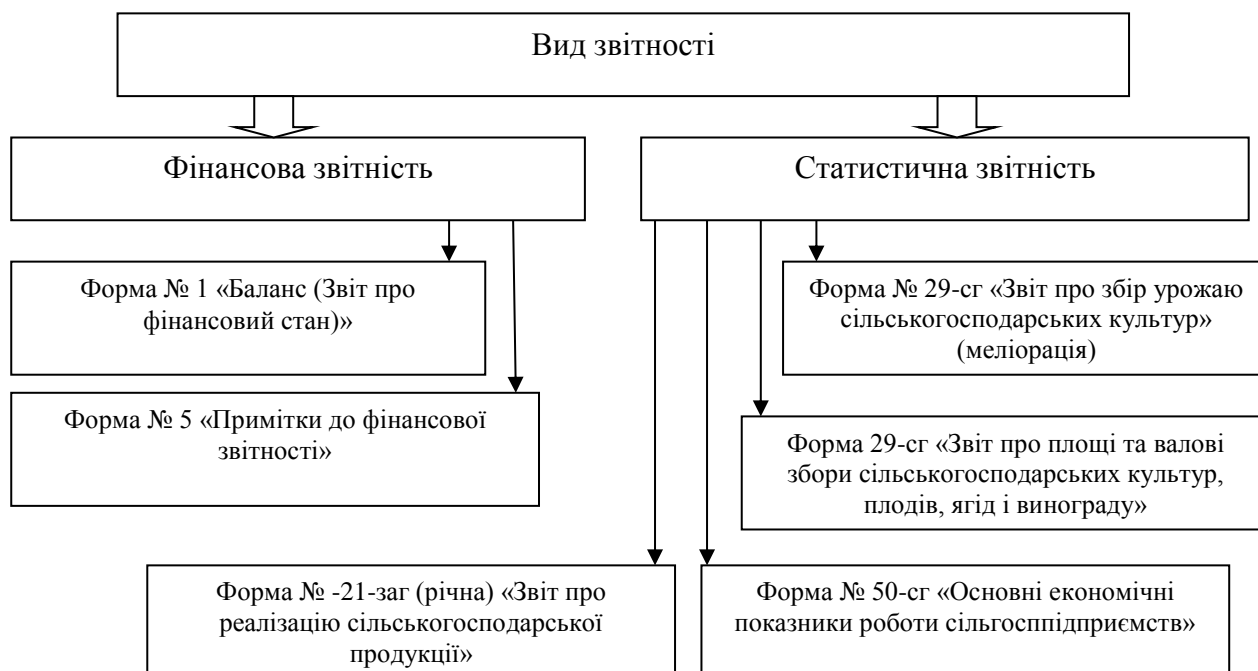 Вид звітності
Фінансова звітність
Статистична звітність
Форма № 1 «Баланс (Звіт про
фінансовий стан)»
Форма № 29-сг «Звіт про збір урожаю
сільськогосподарських культур»
(меліорація)
Форма № 5 «Примітки до фінансової
звітності»
Форма 29-сг «Звіт про площі та валові
збори сільськогосподарських культур,
плодів, ягід і винограду»
Форма № -21-заг (річна) «Звіт про
реалізацію сільськогосподарської
продукції»
Форма № 50-сг «Основні економічні
показники роботи сільгосппідприємств»